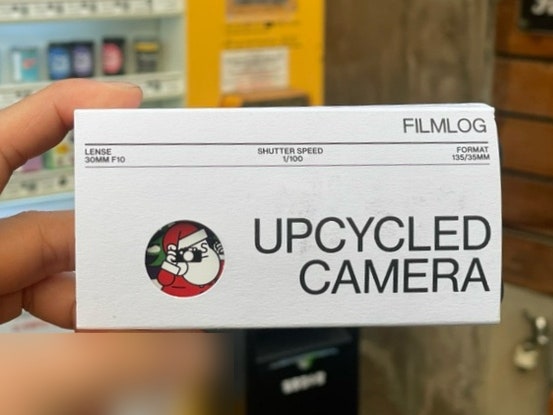 FILMLOG
LENSE SHUTTER SPEED FORMAT
30MM F10 1/100 135/35MM
UPCYCLED
CAMERA